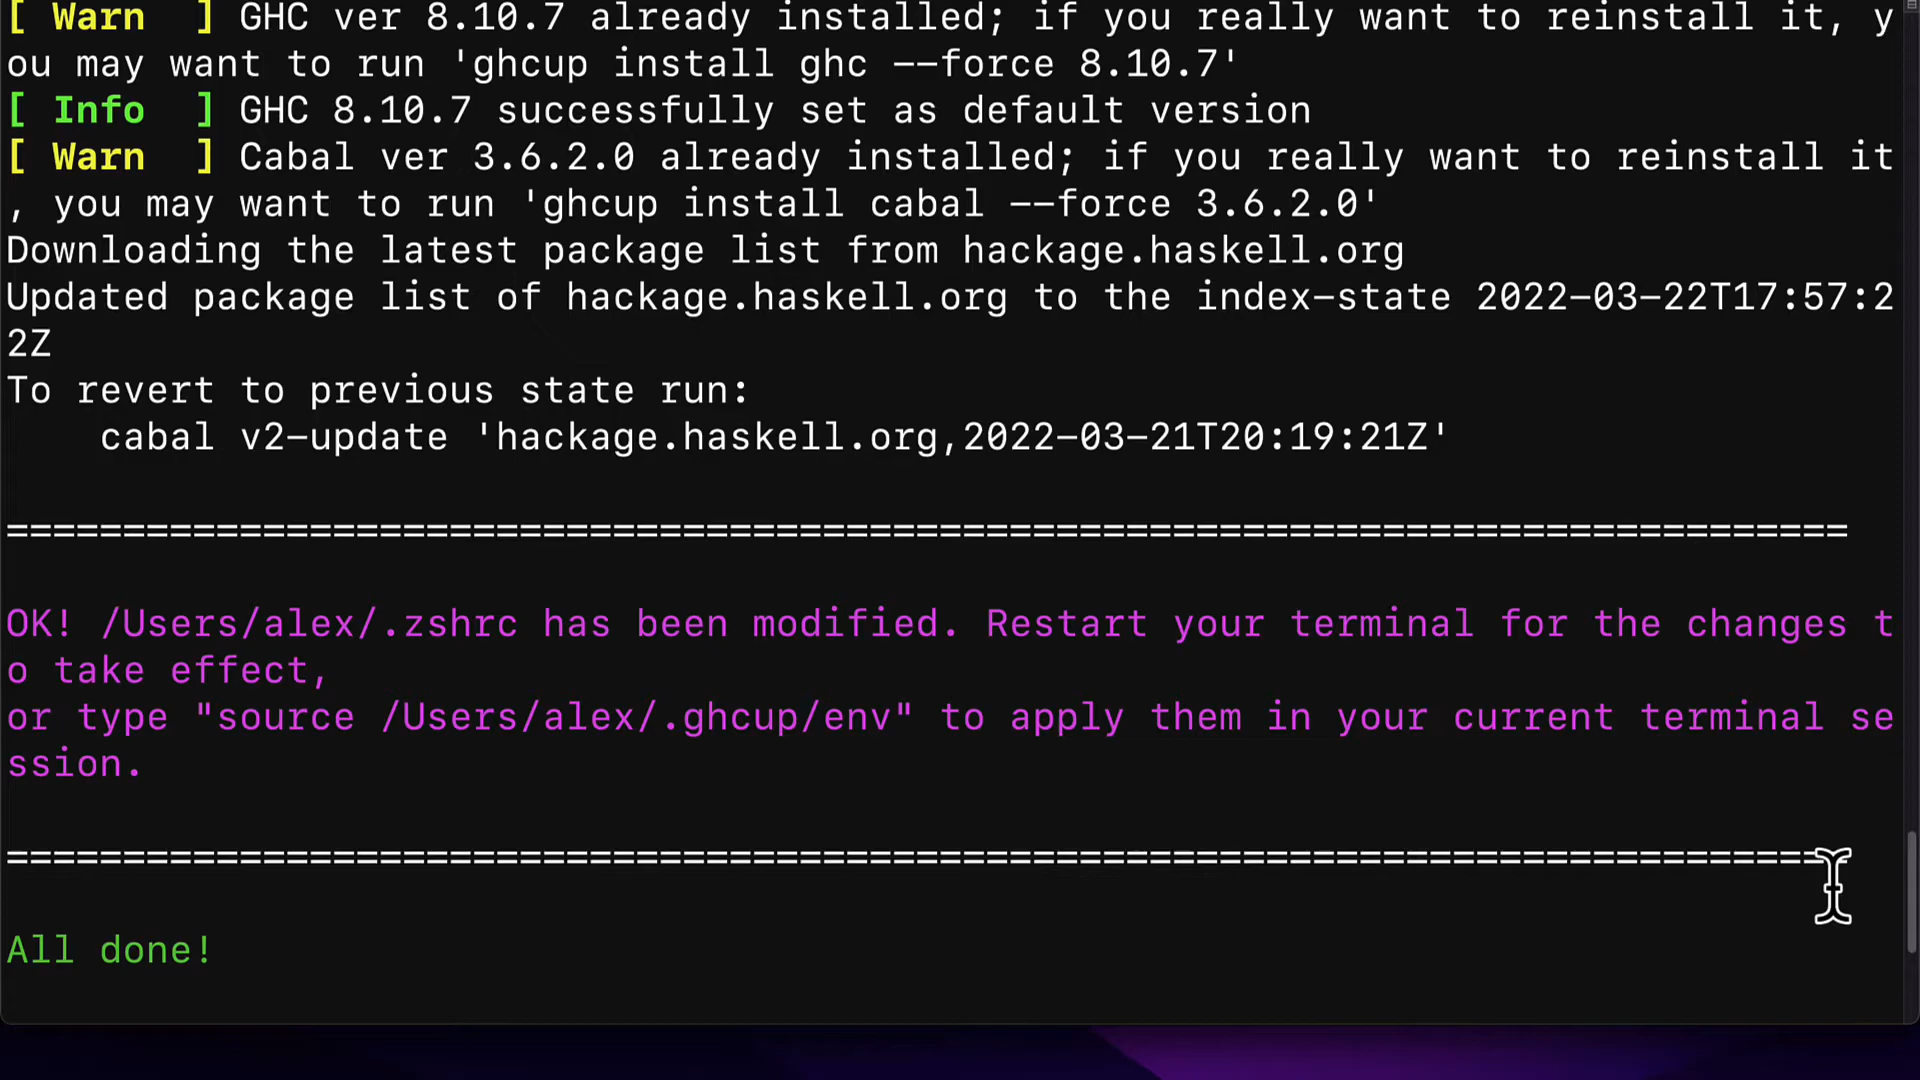 [ Warn  ] GHC ver 8.10.7 already installed; if you really want to reinstall it, y
ou may want to run 'ghcup install ghc --force 8.10.7'
[ Info  ] GHC 8.10.7 successfully set as default version
[ Warn  ] Cabal ver 3.6.2.0 already installed; if you really want to reinstall it
, you may want to run 'ghcup install cabal --force 3.6.2.0'
Downloading the latest package list from hackage.haskell.org
Updated package list of hackage.haskell.org to the index-state 2022-03-22T17:57:2
2Z
To revert to previous state run:
    cabal v2-update 'hackage.haskell.org,2022-03-21T20:19:21Z'
===============================================================================
OK! /Users/alex/.zshrc has been modified. Restart your terminal for the changes t
o take effect,
or type "source /Users/alex/.ghcup/env" to apply them in your current terminal se
ssion.
===============================================================================
All done!